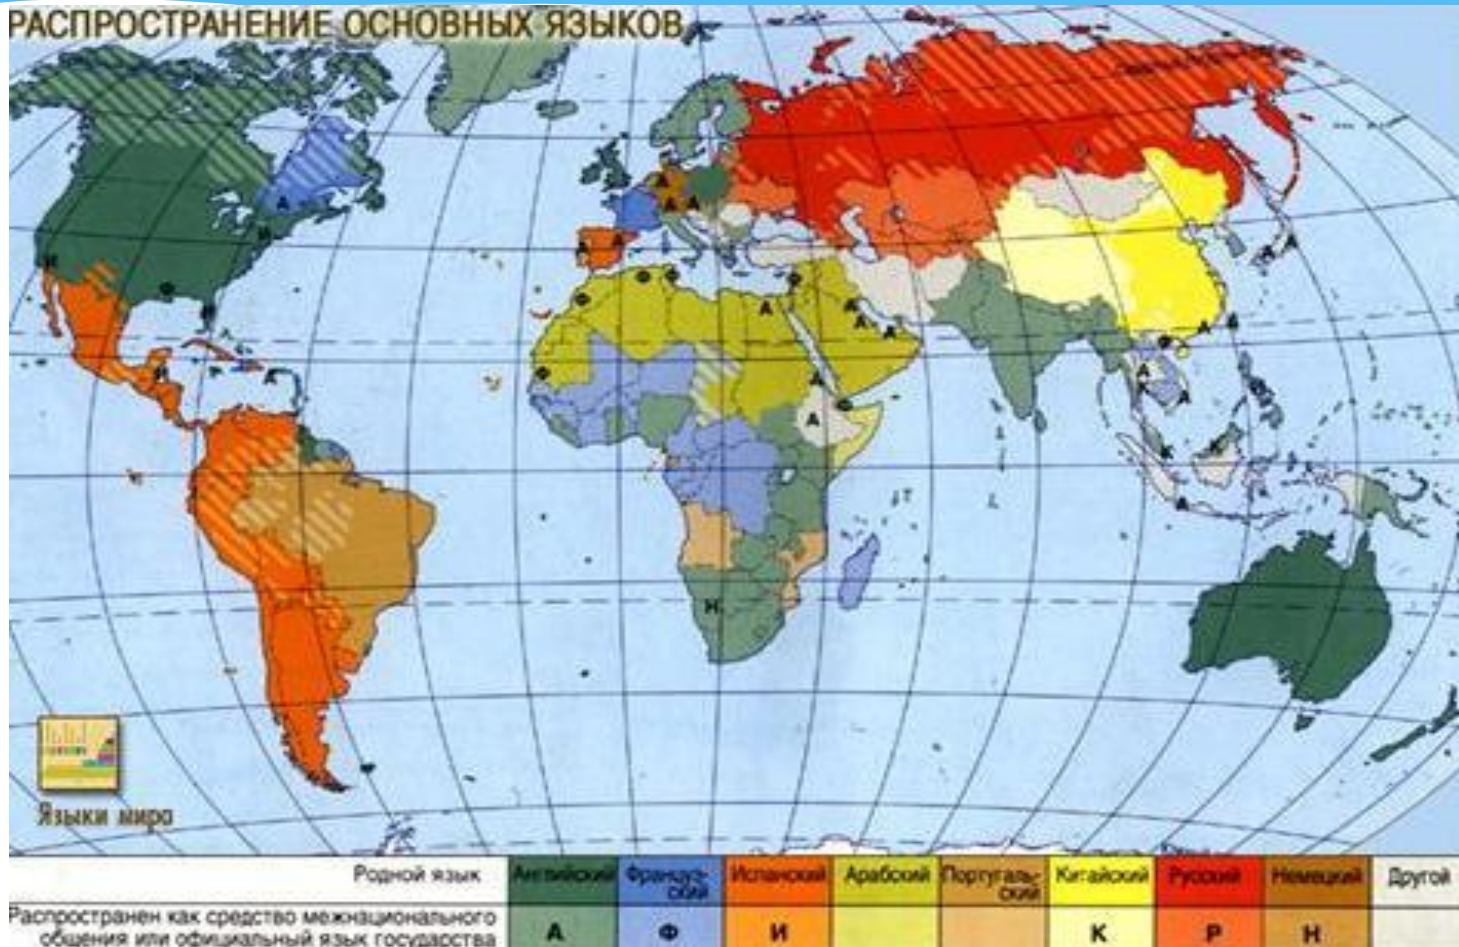 РАСПРОСТРАНЕНИЕ ОСНОВНЫХ ЯЗЫКОВ
Языки мира
Родной язык
Английский
Француз-
ский
Испанский
Арабский
Португаль-
ский
Китайский
Русский
Немецкий
Другой
Распространен как средство межнационального
общения или официальный язык государства
А
Ф
И
К
Р
Н